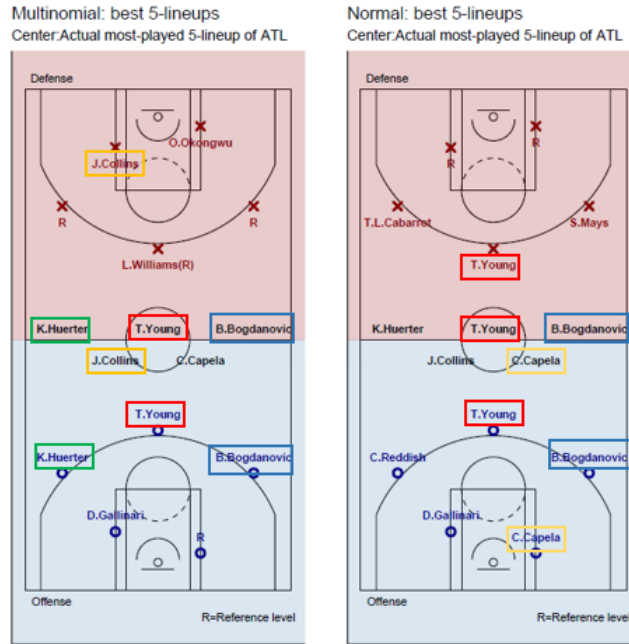 Multinomial: best 5-lineups
Center:Actual most-played 5-lineup of ATL
Defense
O.Okongwu
J.Collins
R
R
L.Williams(R)
K.Huerter
T.Young
B.Bogdanovic
J.Collins
C.Capela
T.Young
K.Huerter
B.Bogdanovic
D.Gallinari
R
Offense
R=Reference level
Normal: best 5-lineups
Center:Actual most-played 5-lineup of ATL
Defense
R
R
T.L.Cabarrot
S.Mays
T.Young
K.Huerter
T.Young
B.Bogdanovic
J.Collins
C.Capela
T.Young
C.Reddish
B.Bogdanovic
D.Gallinari
C.Capela
Offense
R=Reference level